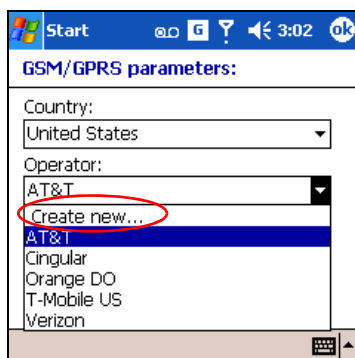 Start G 3:02 ok
GSM/GPRS parameters:
Country:
United States
Operator:
AT&T
Create new...
AT&T
Cingular
Orange DO
T-Mobile US
Verizon